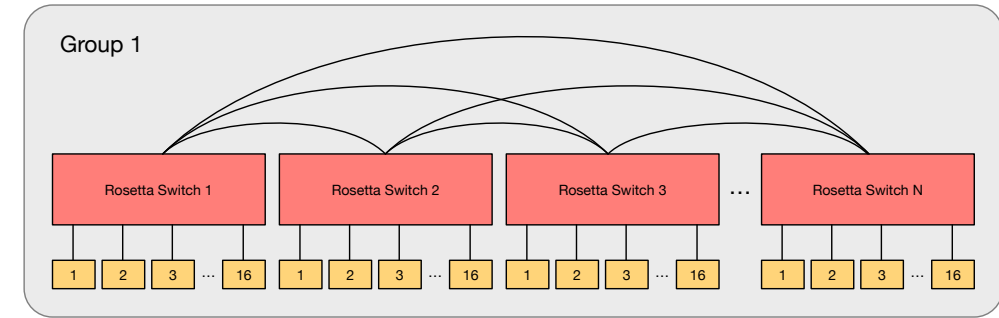 Group 1
Rosetta Switch 1 Rosetta Switch 2 Rosetta Switch 3 ... Rosetta Switch N
1 2 3 ... 16 1 2 3 ... 16 1 2 3 ... 16 1 2 3 ... 16